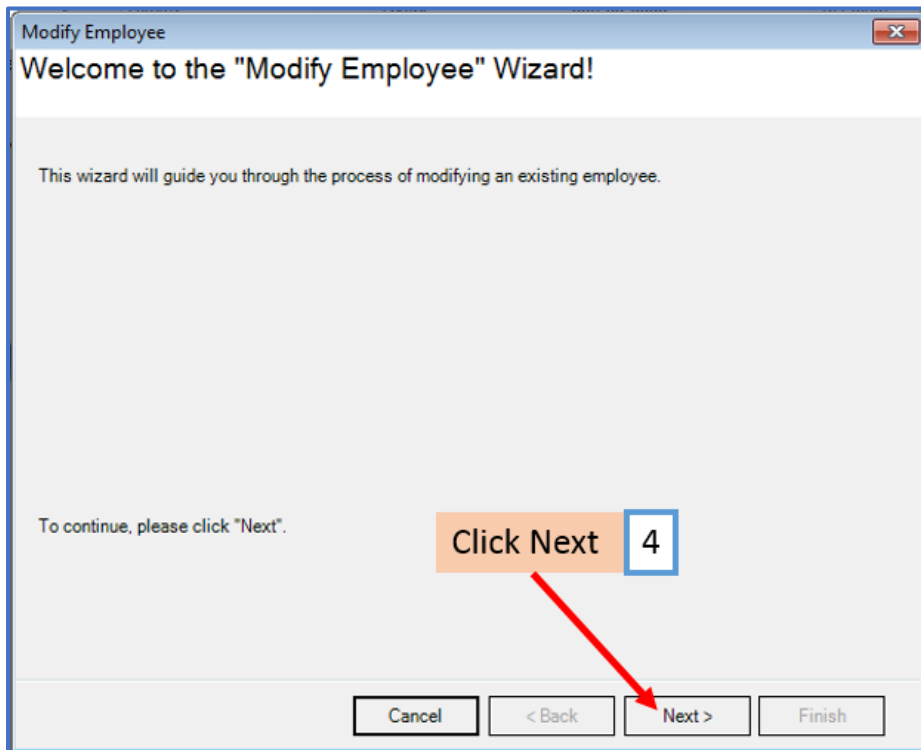 Modify Employee
Welcome to the "Modify Employee" Wizard!
This wizard will guide you through the process of modifying an existing employee.
To continue, please click "Next".
Click Next 4
Cancel < Back Next > Finish